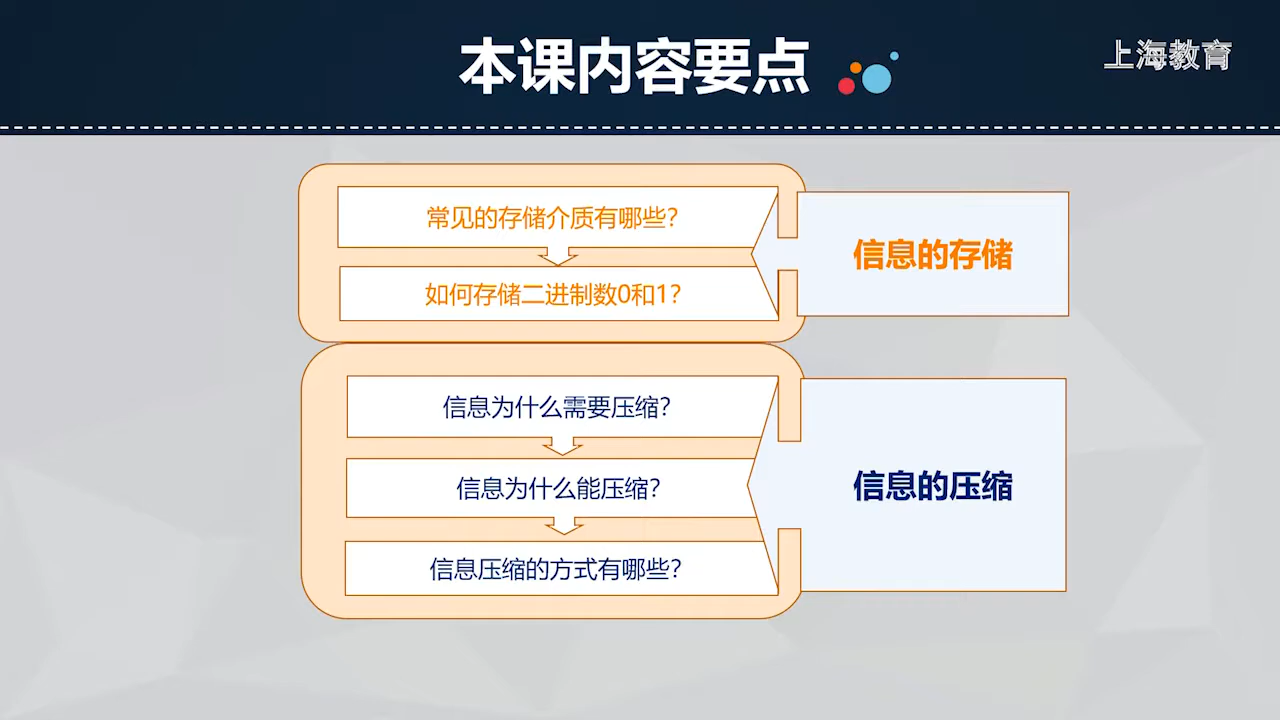 本课内容要点
上海教育
常见的存储介质有哪些?
如何存储二进制数0和1?
信息的存储
信息为什么需要压缩?
信息为什么能压缩?
信息压缩的方式有哪些?
信息的压缩